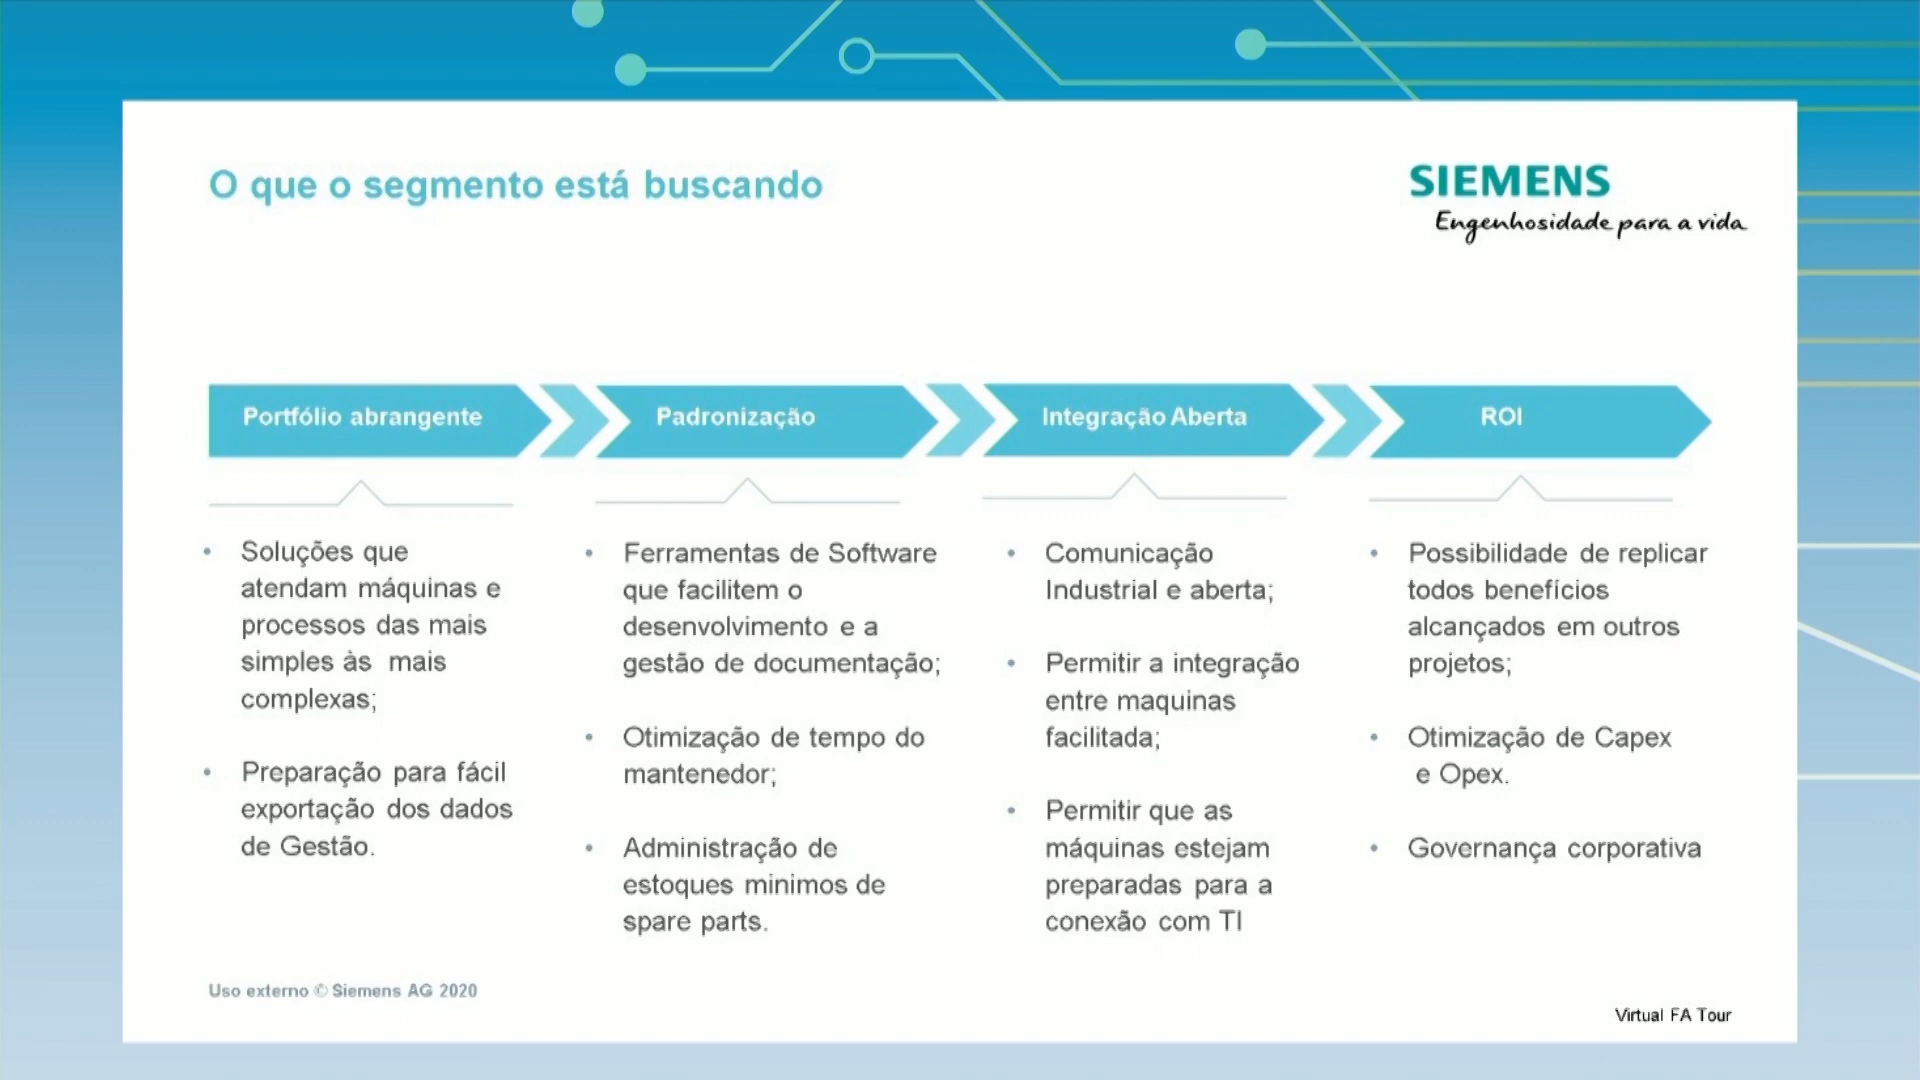 O que o segmento está buscando
SIEMENS
Engenhosidade para a vida
Portfólio abrangente
Padronização
Integração Aberta
ROI
Soluções que
atendam máquinas e
processos das mais
simples às mais
complexas;
Preparação para fácil
exportação dos dados
de Gestão.
Ferramentas de Software
que facilitem o
desenvolvimento e a
gestão de documentação;
Otimização de tempo do
mantenedor;
Administração de
estoques minimos de
spare parts.
Comunicação
Industrial e aberta;
Permitir a integração
entre maquinas
facilitada;
Permitir que as
máquinas estejam
preparadas para a
conexão com TI
Possibilidade de replicar
todos benefícios
alcançados em outros
projetos;
Otimização de Capex
e Opex.
Governança corporativa
Uso externo © Siemens AG 2020
Virtual FA Tour